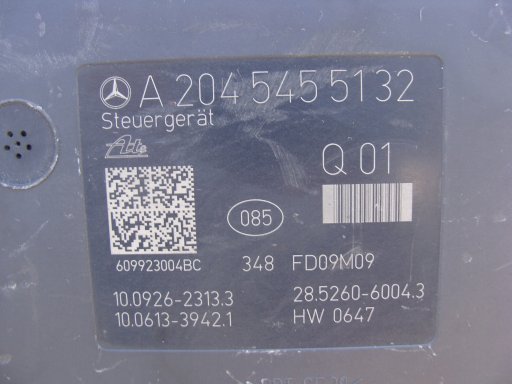 A 204 545 5132
Steuergerät
Ate
Q 01
085
609923004BC 348 FD09M09
10.0926-2313.3 28.5260-6004.3
10.0613-3942.1 HW 0647